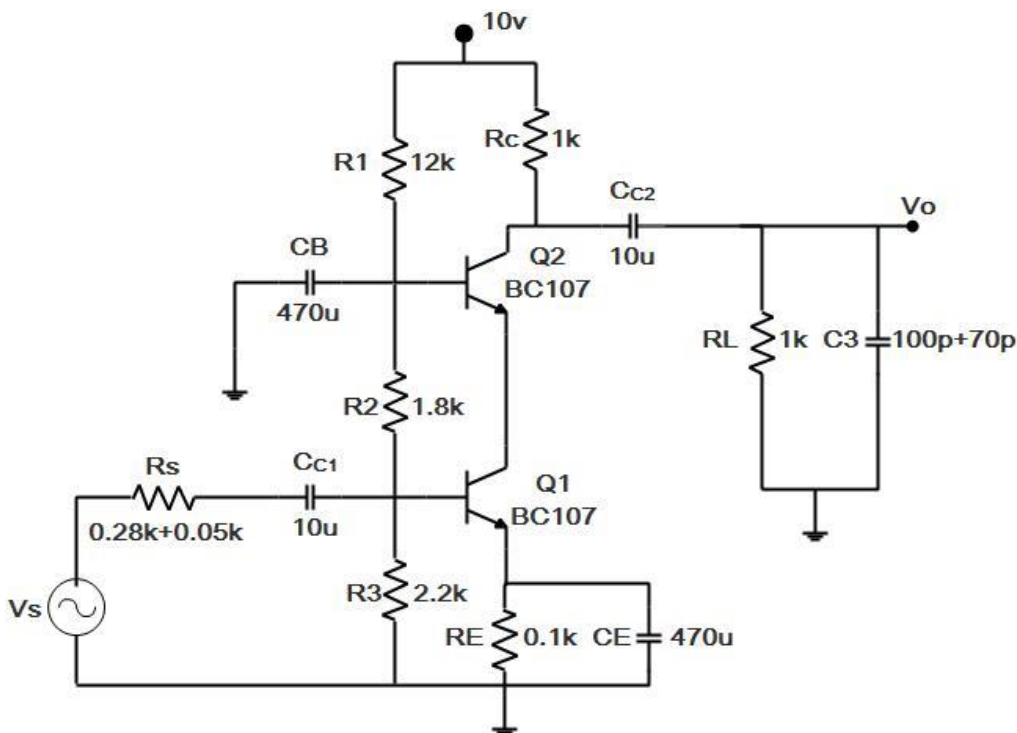 10v
R1
12k
Rc
1k
CC2
10u
Vo
CB
470u
Q2
BC107
RL
1k
C3
100p+70p
R2
1.8k
Rs
0.28k+0.05k
CC1
10u
Q1
BC107
Vs
R3
2.2k
RE
0.1k
CE
470u